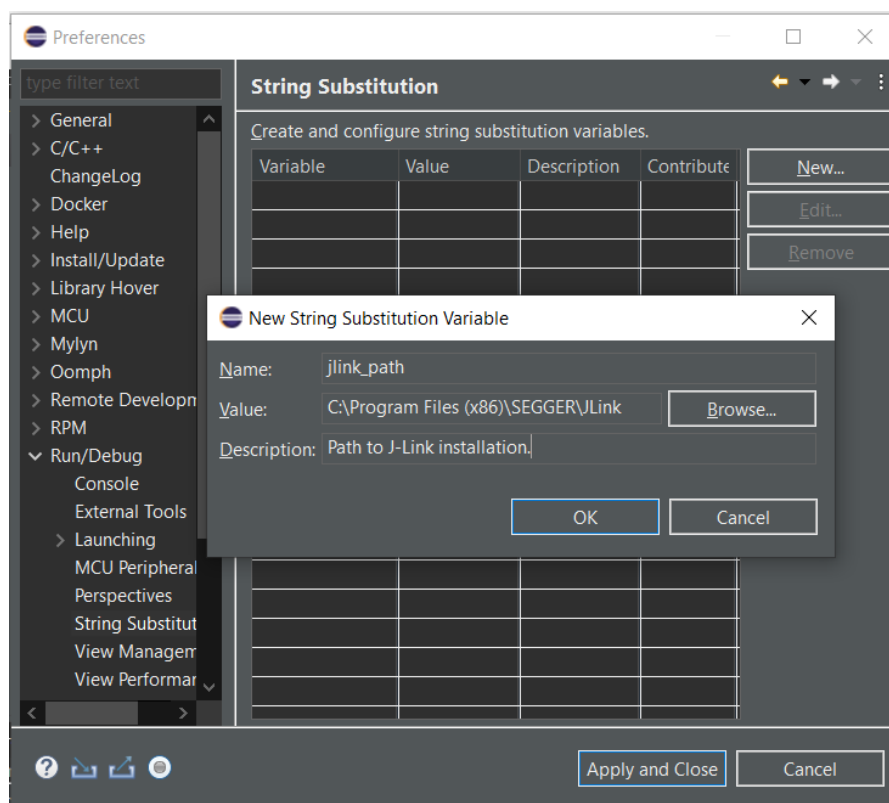 Preferences
type filter text
String Substitution
General
C/C++
ChangeLog
Docker
Help
Install/Update
Library Hover
MCU
Mylyn
Oomph
Remote Developm
RPM
Run/Debug
Console
External Tools
Launching
MCU Peripheral
Perspectives
String Substitut
View Managem
View Performan
Create and configure string substitution variables.
Variable Value Description Contribute
New...
Edit...
Remove
New String Substitution Variable
Name: jlink_path
Value: C:\Program Files (x86)\SEGGER\JLink Browse...
Description: Path to J-Link installation.
OK Cancel
Apply and Close Cancel